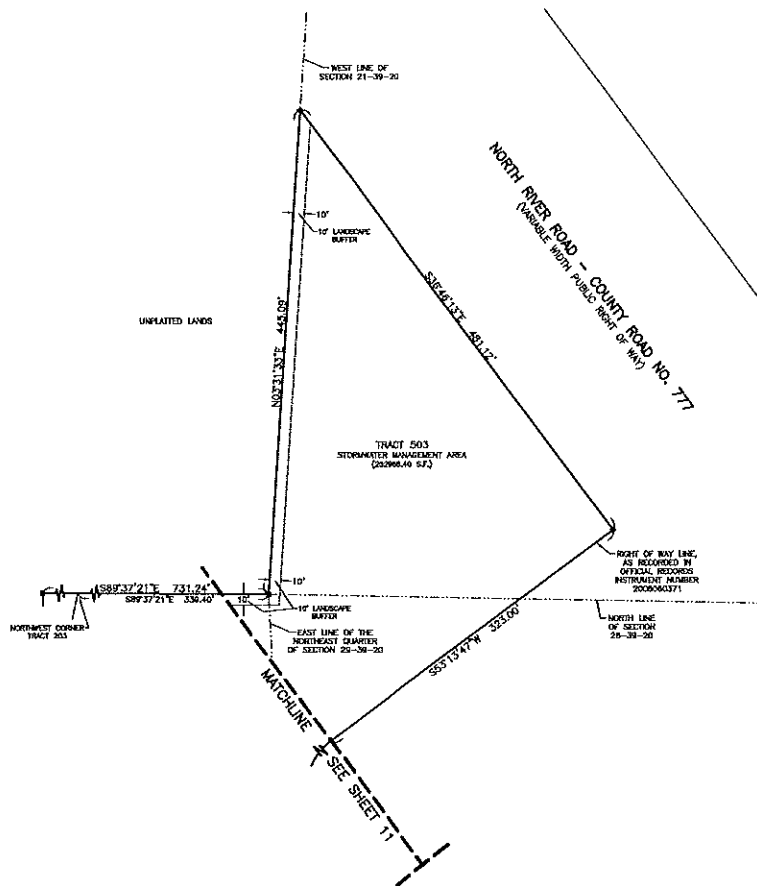 WEST LINE OF
SECTION 21-39-20
NORTH RIVER ROAD - COUNTY ROAD NO. 777
(VARIABLE WIDTH PUBLIC RIGHT OF WAY)
10'
10' LANDSCAPE
BUFFER
UNPLATTED LANDS
N03°31'33"E 445.09'
S36°46'13"E 481.12'
TRACT 503
STORMWATER MANAGEMENT AREA
RIGHT OF WAY LINE,
AS RECORDED IN
OFFICIAL RECORDS
INSTRUMENT NUMBER
2008060371
S89°37'21"E 731.24'
S89°37'21"E 339.40'
10'
10'
10' LANDSCAPE
BUFFER
NORTHWEST CORNER
TRACT 203
EAST LINE OF THE
NORTHEAST QUARTER
OF SECTION 29-39-20
NORTH LINE
OF SECTION
28-39-20
S53°13'47"W 323.00'
MATCHLINE SEE SHEET 11